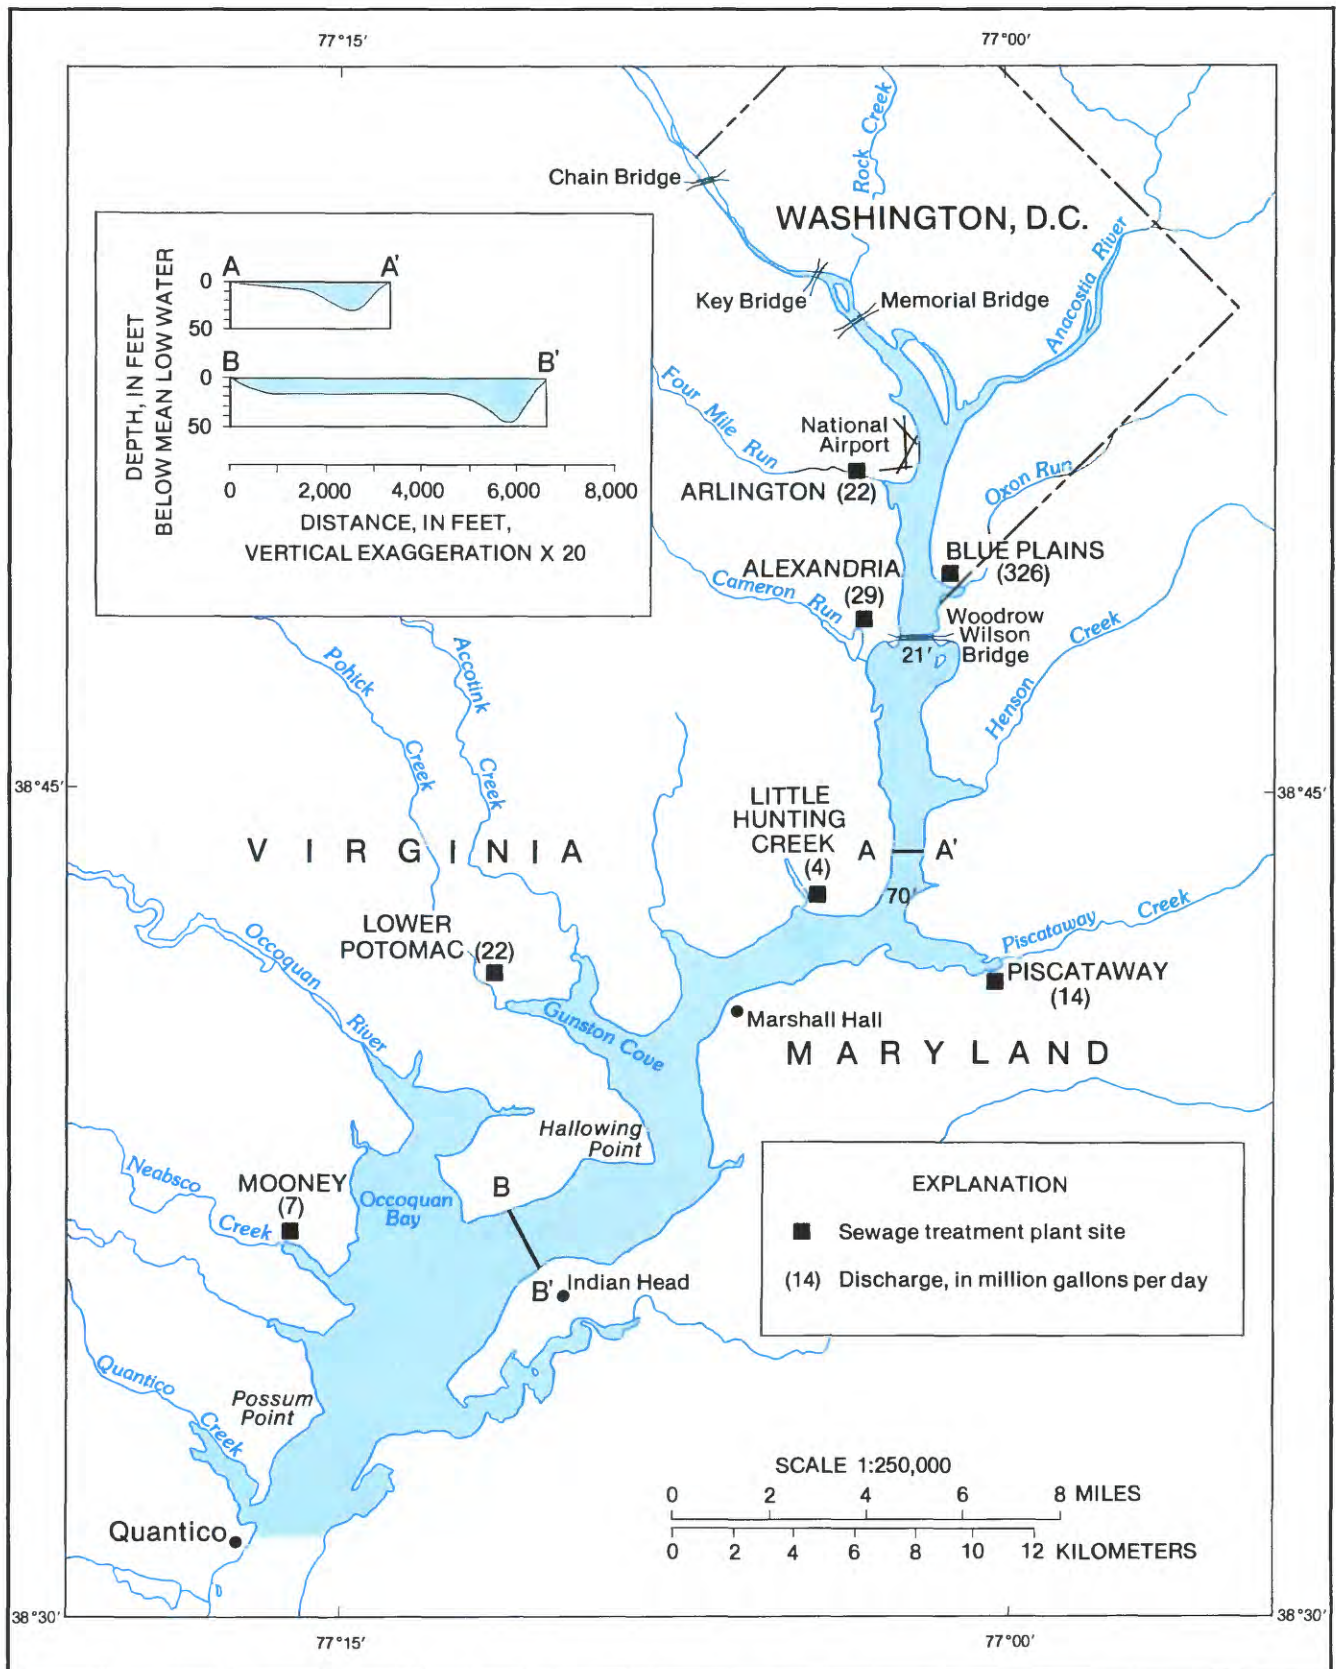 77°15'
77°00'
Chain Bridge
Rock Creek
WASHINGTON, D.C.
Anacostia River
Key Bridge
Memorial Bridge
DEPTH, IN FEET
BELOW MEAN LOW WATER
A
A'
0
50
B
B'
0
50
0 2,000 4,000 6,000 8,000
DISTANCE, IN FEET,
VERTICAL EXAGGERATION X 20
Four Mile Run
National
Airport
ARLINGTON (22)
Oxon Run
BLUE PLAINS
(326)
ALEXANDRIA
(29)
Cameron Run
Woodrow
Wilson
Bridge
21'
Henson Creek
Pohick Creek
Accotink Creek
38°45'
38°45'
LITTLE
HUNTING
CREEK
(4)
A
A'
70'
VIRGINIA
Occoquan River
LOWER
POTOMAC (22)
Piscataway Creek
PISCATAWAY
(14)
Gunston Cove
Marshall Hall
MARYLAND
Hallowing
Point
Neabsco Creek
MOONEY
(7)
Occoquan
Bay
B
B'
Indian Head
EXPLANATION
Sewage treatment plant site
(14) Discharge, in million gallons per day
Quantico Creek
Possum
Point
Quantico
SCALE 1:250,000
0 2 4 6 8 MILES
0 2 4 6 8 10 12 KILOMETERS
38°30'
38°30'
77°15'
77°00'